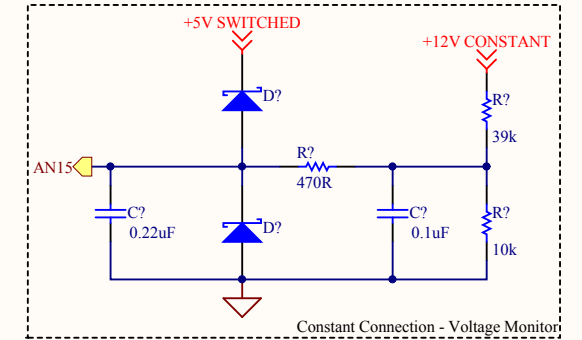 +5V SWITCHED
+12V CONSTANT
D?
R?
39k
R?
AN15
470R
C?
0.22uF
D?
C?
0.1uF
R?
10k
Constant Connection - Voltage Monitor